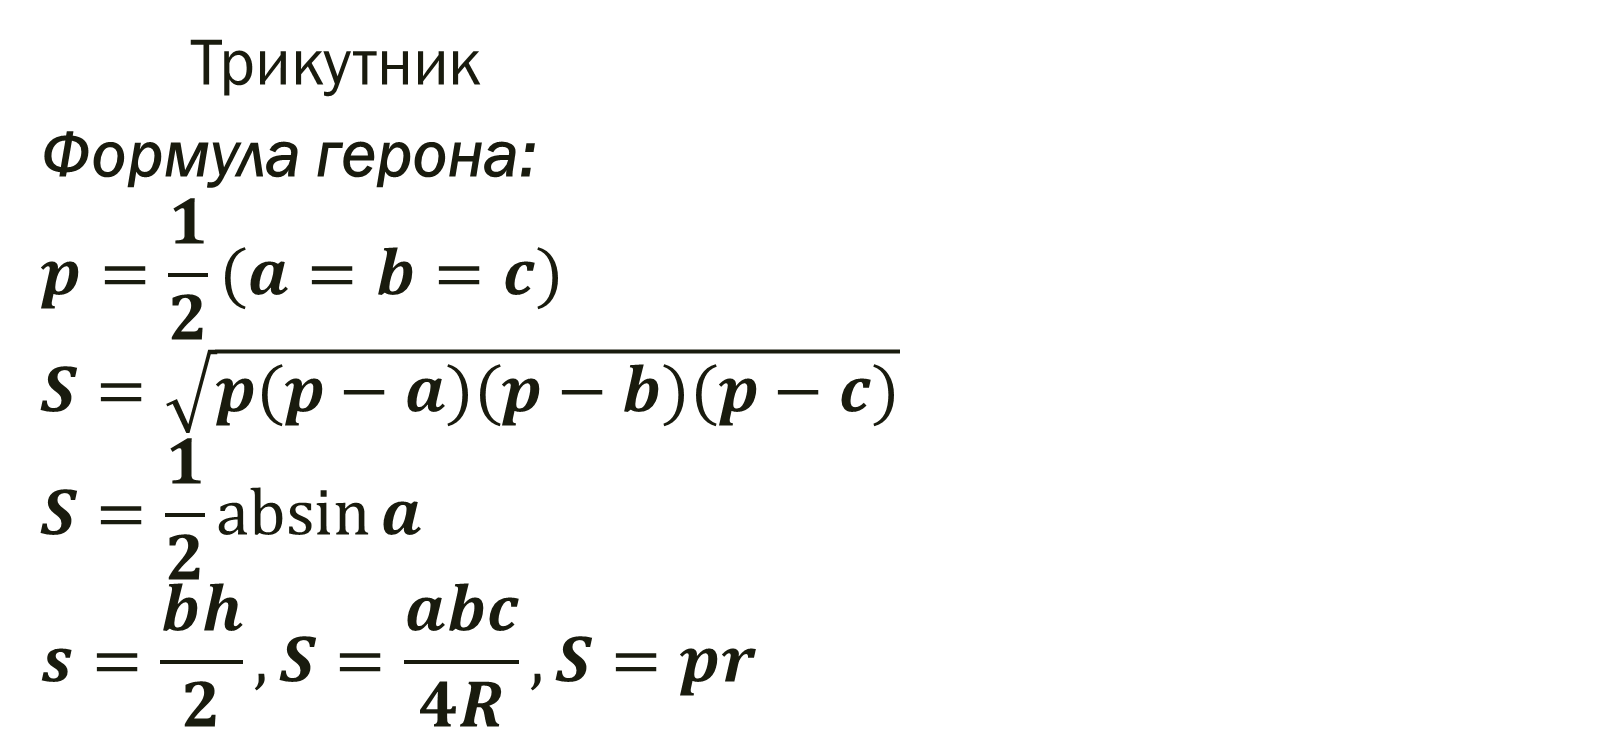 Трикутник
Формула герона:
p = 1/2 (a = b = c)
S = √p(p − a)(p − b)(p − c)
S = 1/2 absin a
s = bh/2 , S = abc/4R , S = pr